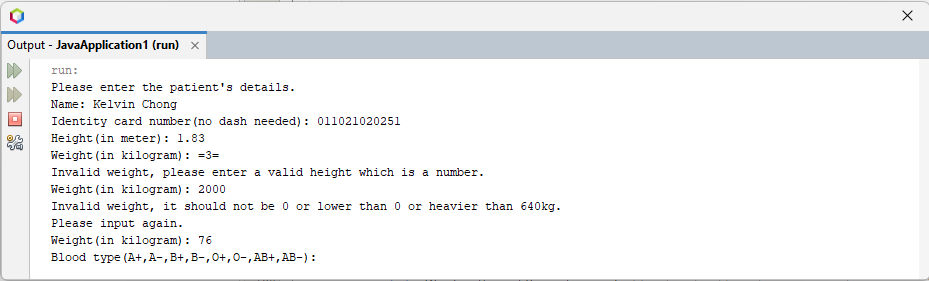 Output - JavaApplication1 (run)
run:
Please enter the patient's details.
Name: Kelvin Chong
Identity card number(no dash needed): 011021020251
Height(in meter): 1.83
Weight(in kilogram): =3=
Invalid weight, please enter a valid height which is a number.
Weight(in kilogram): 2000
Invalid weight, it should not be 0 or lower than 0 or heavier than 640kg.
Please input again.
Weight(in kilogram): 76
Blood type(A+,A-,B+,B-,O+,O-,AB+,AB-):